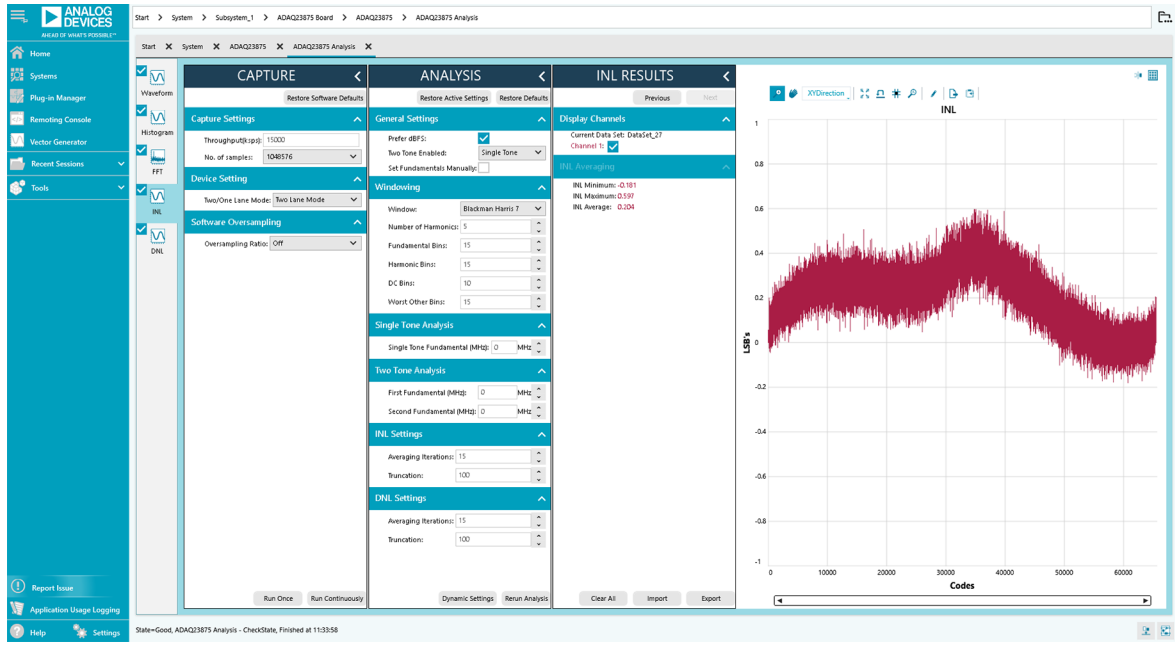 ANALOG
DEVICES
AHEAD OF WHAT'S POSSIBLE™
Start > System > Subsystem_1 > ADAQ23875 Board > ADAQ23875 > ADAQ23875 Analysis
Start X System X ADAQ23875 X ADAQ23875 Analysis X
Home
Systems
Plug-in Manager
Remoting Console
Vector Generator
Recent Sessions
Tools
Report Issue
Application Usage Logging
Help
Settings
Waveform
Histogram
FFT
INL
DNL
CAPTURE
Restore Software Defaults
Capture Settings
Throughput(ksps): 15000
No. of samples: 1048576
Device Setting
Two/One Lane Mode: Two Lane Mode
Software Oversampling
Oversampling Ratio: Off
Run Once
Run Continuously
ANALYSIS
Restore Active Settings
Restore Defaults
General Settings
Prefer dBFS:
Two Tone Enabled: Single Tone
Set Fundamentals Manually:
Windowing
Window: Blackman Harris 7
Number of Harmonics: 5
Fundamental Bins: 15
Harmonic Bins: 15
DC Bins: 10
Worst Other Bins: 15
Single Tone Analysis
Single Tone Fundamental (MHz): 0 MHz
Two Tone Analysis
First Fundamental (MHz): 0 MHz
Second Fundamental (MHz): 0 MHz
INL Settings
Averaging Iterations: 15
Truncation: 100
DNL Settings
Averaging Iterations: 15
Truncation: 100
Dynamic Settings
Rerun Analysis
INL RESULTS
Previous
Next
Display Channels
Current Data Set: DataSet_27
Channel 1:
INL Averaging
INL Minimum: -0.181
INL Maximum: 0.597
INL Average: 0.204
Clear All
Import
Export
XYDirection
INL
1
0.8
0.6
0.4
0.2
0
-0.2
-0.4
-0.6
-0.8
-1
LSB's
0 10000 20000 30000 40000 50000 60000
Codes
State=Good, ADAQ23875 Analysis - CheckState, Finished at 11:33:58